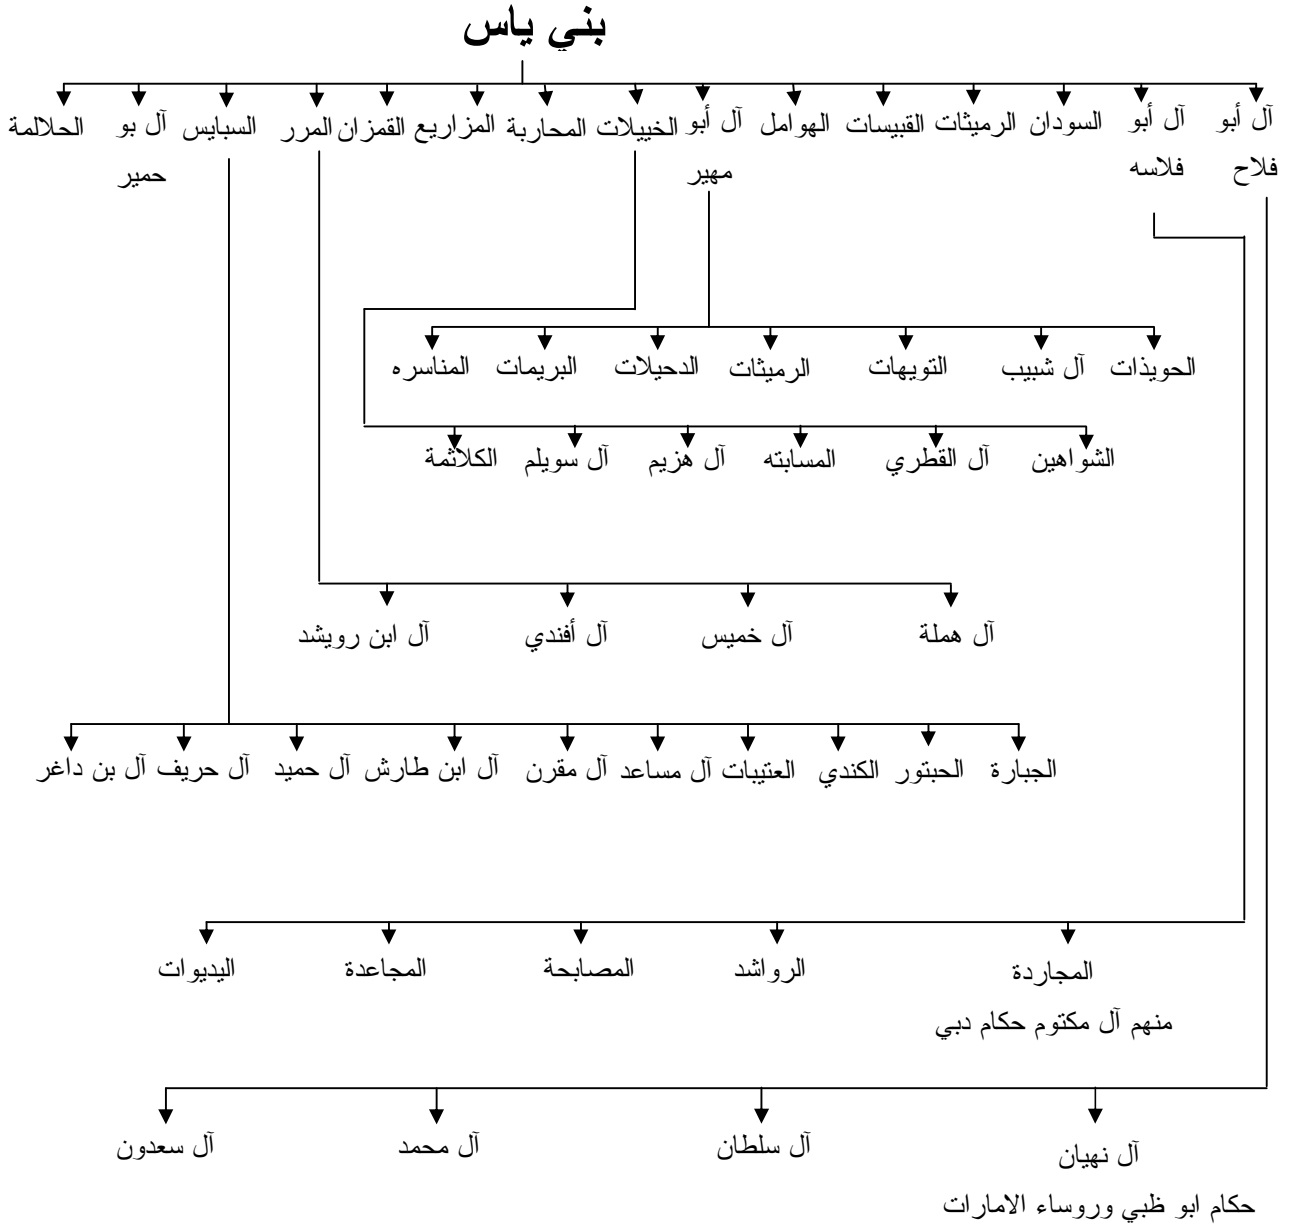 بني ياس
آل أبو السودان الرميثات القبيسات الهوامل آل أبو الخييلات المحاربة المزاريع القمزان المرر السبايس آل بو الحلالمة آل أبو
فلاح فلاسه مهير حمير
الحويذات آل شبيب التويهات الرميثات الدحيلات البريمات المناسره
الشواهين آل القطري المسابته آل هزيم آل سويلم الكلاثمة
آل هملة آل خميس آل أفندي آل ابن رويشد
الجبارة الحبتور الكندي العتيبات آل مساعد آل مقرن آل ابن طارش آل حميد آل حريف آل بن داغر
المجاردة الرواشد المصابحة المجاعدة اليديوات
منهم آل مكتوم حكام دبي
آل نهيان آل سلطان آل محمد آل سعدون
حكام ابو ظبي وروساء الامارات